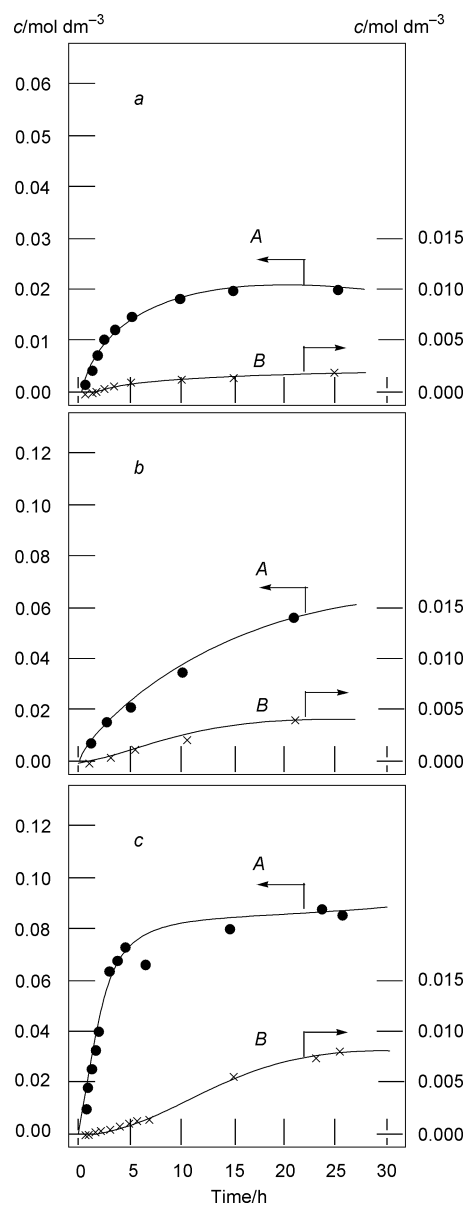 c/mol dm⁻³ c/mol dm⁻³
0.06
a
0.05
0.04
0.03 A 0.015
0.02 0.010
0.01 B 0.005
0.00 0.000
0.12 b
0.10
0.08 A
0.06 0.015
0.04 0.010
0.02 B 0.005
0.00 0.000
0.12 c
0.10 A
0.08
0.06 0.015
0.04 B 0.010
0.02 0.005
0.00 0.000
0 5 10 15 20 25 30
Time/h